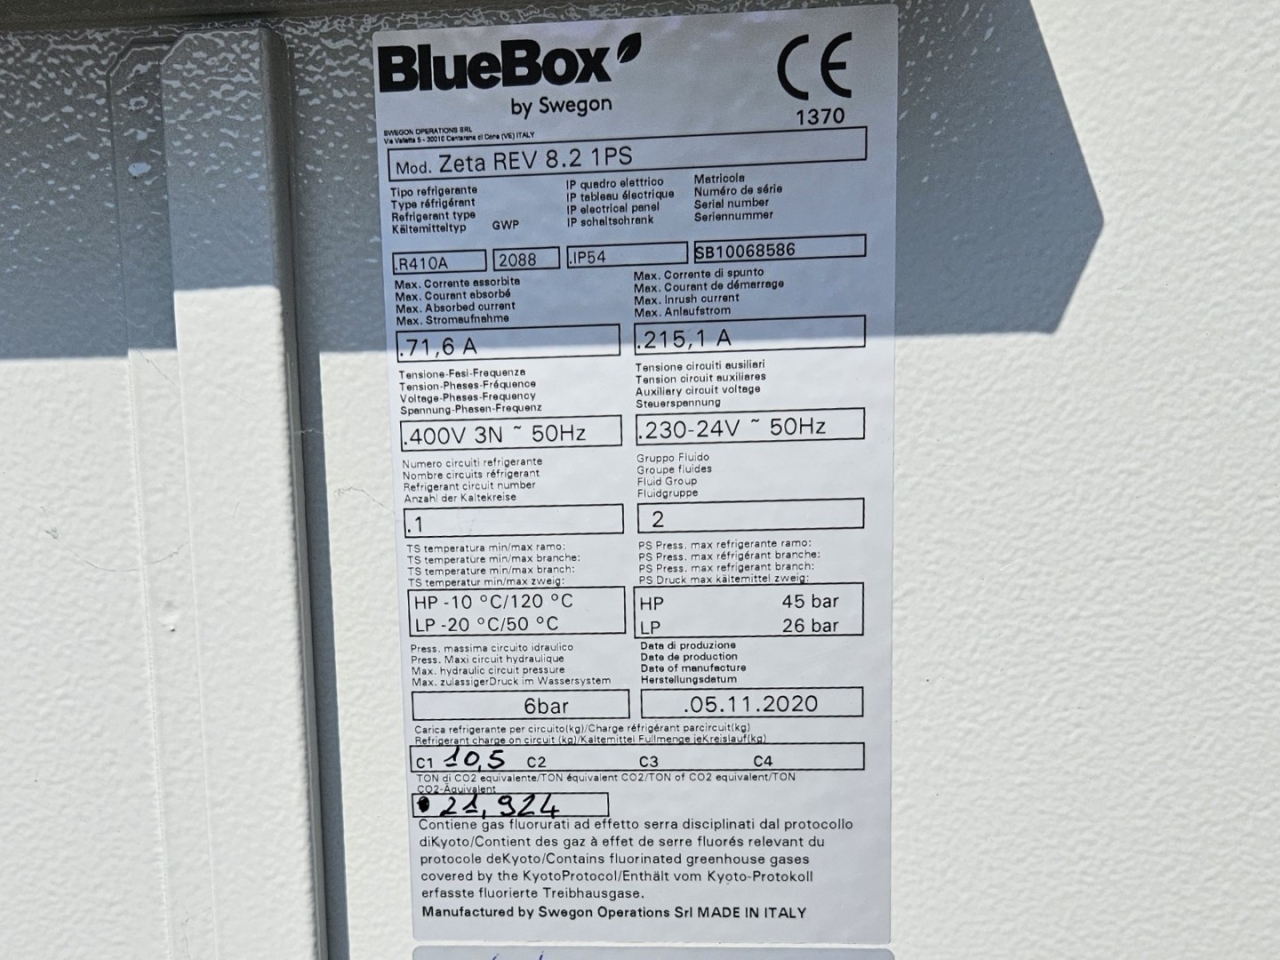 BlueBox
by Swegon
CE
1370
SWEGON OPERATIONS SRL
Via Valletta 5 - 30010 Cantarana di Cona (VE) ITALY
Mod. Zeta REV 8.2 1PS
Tipo refrigerante
Type réfrigérant
Refrigerant type
Kältemitteltyp
GWP
IP quadro elettrico
IP tableau électrique
IP electrical panel
IP schaltschrank
Matricola
Numéro de série
Serial number
Seriennummer
.R410A
2088
.IP54
SB10068586
Max. Corrente assorbita
Max. Courant absorbé
Max. Absorbed current
Max. Stromaufnahme
Max. Corrente di spunto
Max. Courant de démarrage
Max. Inrush current
Max. Anlaufstrom
.71,6 A
.215,1 A
Tensione-Fasi-Frequenza
Tension-Phases-Fréquence
Voltage-Phases-Frequency
Spannung-Phasen-Frequenz
Tensione circuiti ausiliari
Tension circuit auxiliares
Auxiliary circuit voltage
Steuerspannung
.400V 3N ~ 50Hz
.230-24V ~ 50Hz
Numero circuiti refrigerante
Nombre circuits réfrigérant
Refrigerant circuit number
Anzahl der Kaltekreise
Gruppo Fluido
Groupe fluides
Fluid Group
Fluidgruppe
.1
2
TS temperatura min/max ramo:
TS temperature min/max branche:
TS temperature min/max branch:
TS temperatur min/max zweig:
PS Press. max refrigerante ramo:
PS Press. max réfrigérant branche:
PS Press. max refrigerant branch:
PS Druck max kältemittel zweig:
HP -10 °C/120 °C
LP -20 °C/50 °C
HP 45 bar
LP 26 bar
Press. massima circuito idraulico
Press. Maxi circuit hydraulique
Max. hydraulic circuit pressure
Max. zulassigerDruck im Wassersystem
Data di produzione
Date de production
Date of manufacture
Herstellungsdatum
6bar
.05.11.2020
Carica refrigerante per circuito(kg)/Charge réfrigérant parcircuit(kg)
Refrigerant charge on circuit (kg)/Kältemittel Füllmenge jeKreislauf(kg)
C1 10,5 C2 C3 C4
TON di CO2 equivalente/TON équivalent CO2/TON of CO2 equivalent/TON
CO2-Äquivalent
21,924
Contiene gas fluorurati ad effetto serra disciplinati dal protocollo
diKyoto/Contient des gaz à effet de serre fluorés relevant du
protocole deKyoto/Contains fluorinated greenhouse gases
covered by the KyotoProtocol/Enthält vom Kyoto-Protokoll
erfasste fluorierte Treibhausgase.
Manufactured by Swegon Operations Srl MADE IN ITALY